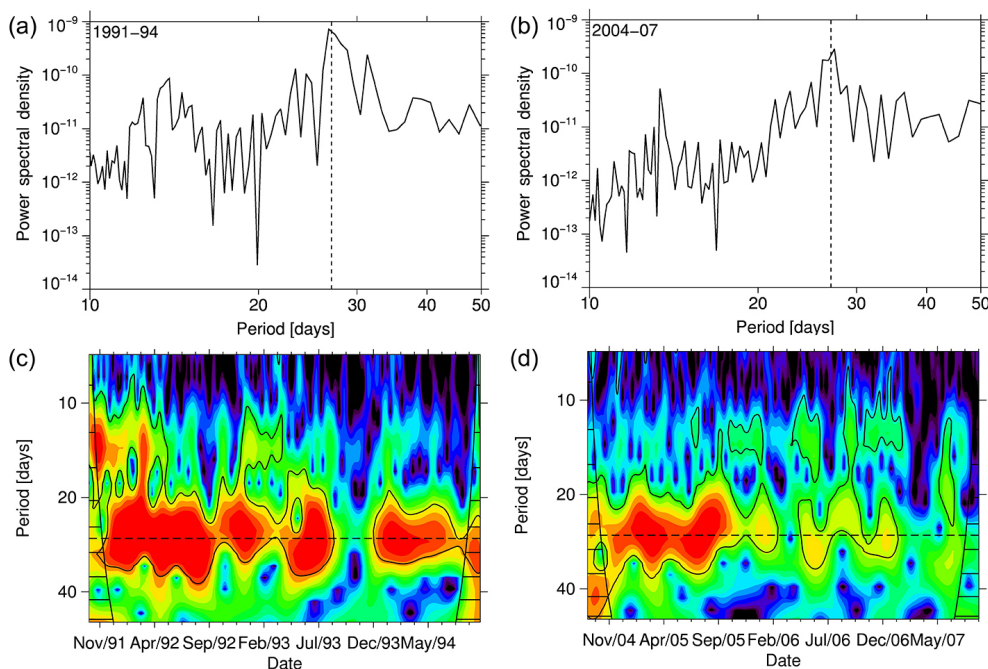 (a)
1991–94
Power spectral density
10⁻⁹
10⁻¹⁰
10⁻¹¹
10⁻¹²
10⁻¹³
10⁻¹⁴
10 20 30 40 50
Period [days]
(b)
2004–07
Power spectral density
10⁻⁹
10⁻¹⁰
10⁻¹¹
10⁻¹²
10⁻¹³
10⁻¹⁴
10 20 30 40 50
Period [days]
(c)
Period [days]
10
20
40
Nov/91 Apr/92 Sep/92 Feb/93 Jul/93 Dec/93 May/94
Date
(d)
Period [days]
10
20
40
Nov/04 Apr/05 Sep/05 Feb/06 Jul/06 Dec/06 May/07
Date